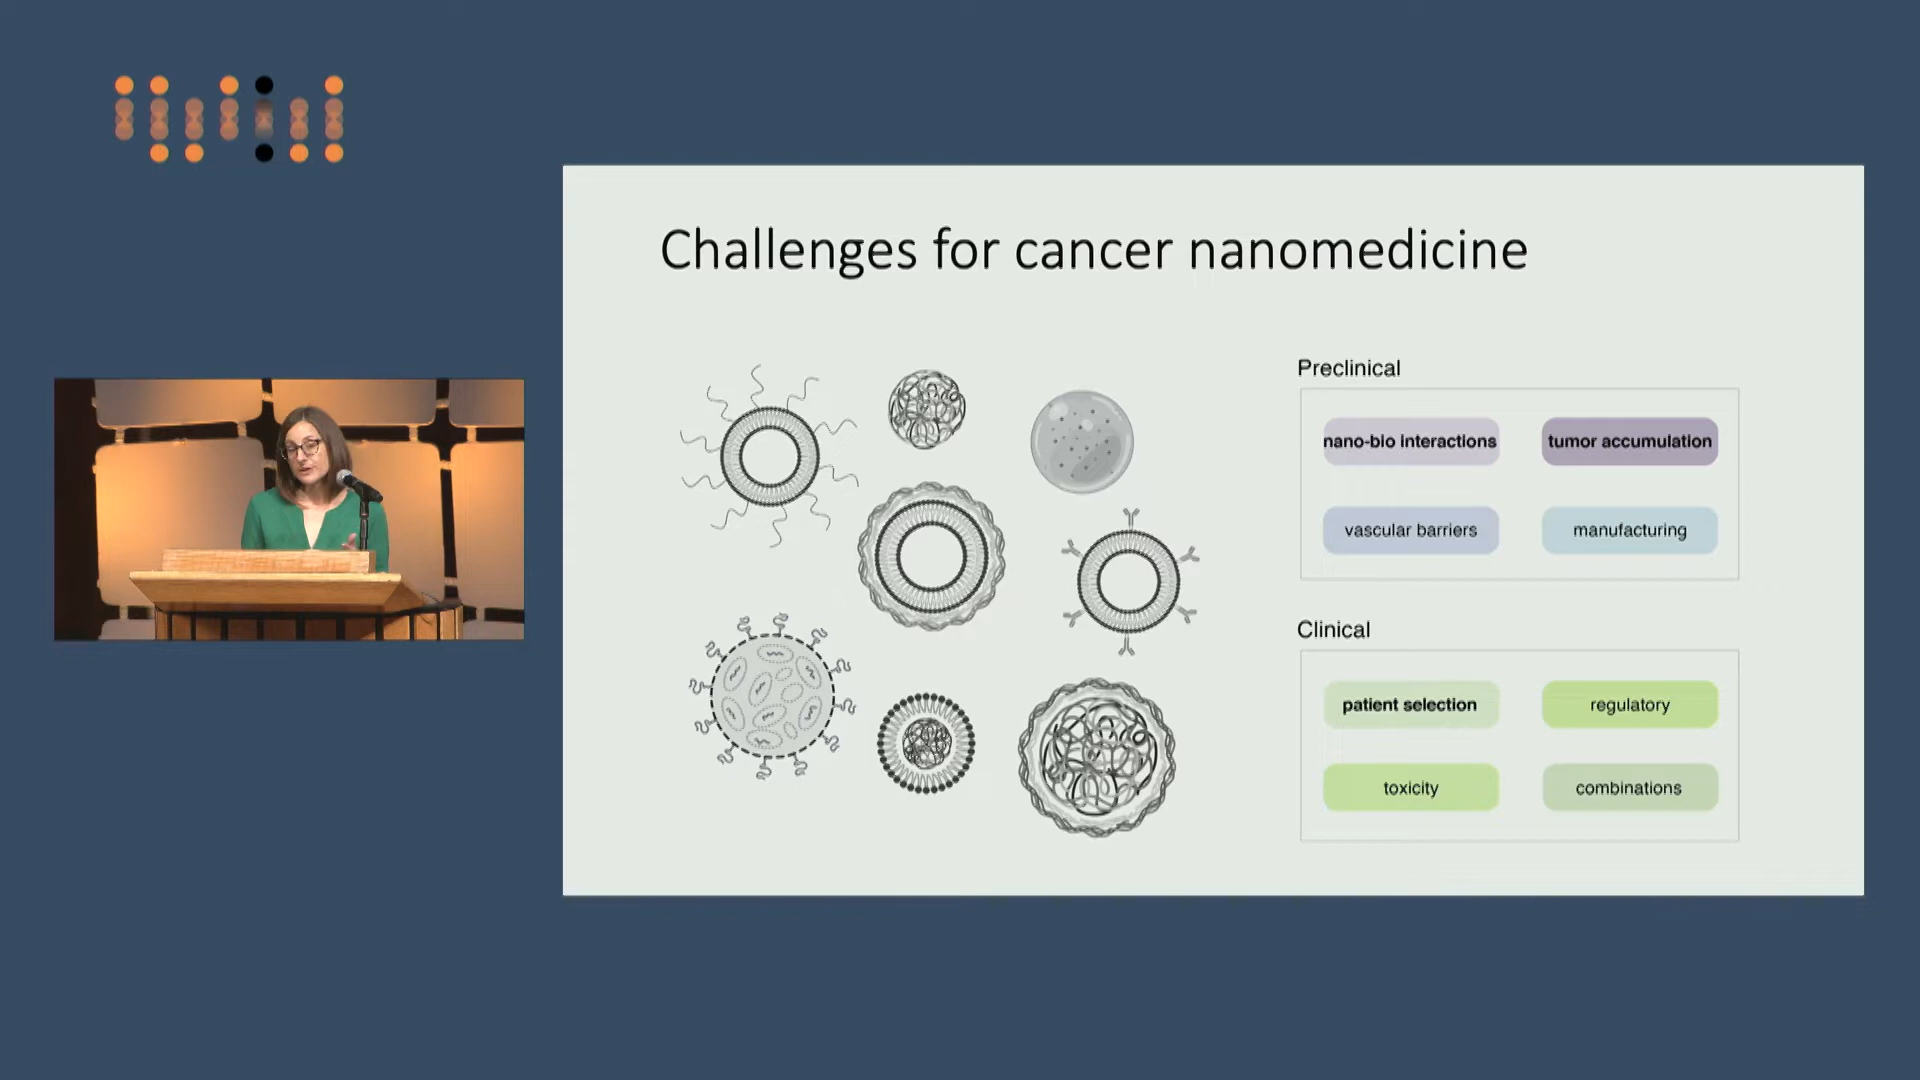 Challenges for cancer nanomedicine
Preclinical
nano-bio interactions
tumor accumulation
vascular barriers
manufacturing
Clinical
patient selection
regulatory
toxicity
combinations